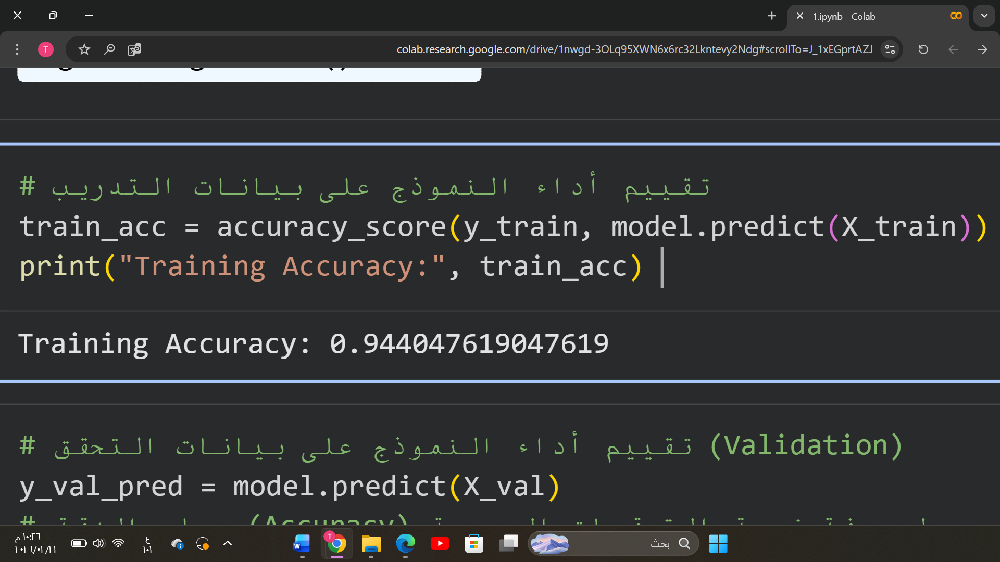 1.ipynb - Colab
colab.research.google.com/drive/1nwgd-3OLq95XWN6x6rc32Lkntevy2Ndg#scrollTo=J_1xEGprtAZJ
T
# تقييم أداء النموذج على بيانات التدريب
train_acc = accuracy_score(y_train, model.predict(X_train))
print("Training Accuracy:", train_acc)
Training Accuracy: 0.944047619047619
# تقييم أداء النموذج على بيانات التحقق (Validation)
y_val_pred = model.predict(X_val)
# (Accuracy)
بحث
T
W
ع
١٠١
١٠:٢٦ م
٢٠٢٦/٠٢/٢٢